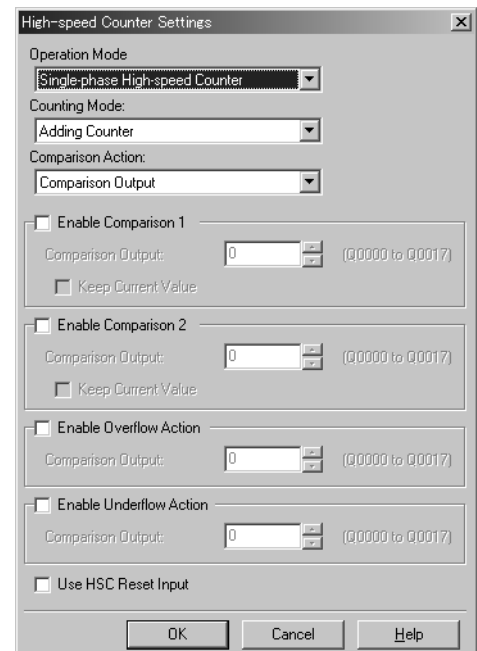 High-speed Counter Settings
Operation Mode
Single-phase High-speed Counter
Counting Mode:
Adding Counter
Comparison Action:
Comparison Output
Enable Comparison 1
Comparison Output: 0 (Q0000 to Q0017)
Keep Current Value
Enable Comparison 2
Comparison Output: 0 (Q0000 to Q0017)
Keep Current Value
Enable Overflow Action
Comparison Output: 0 (Q0000 to Q0017)
Enable Underflow Action
Comparison Output: 0 (Q0000 to Q0017)
Use HSC Reset Input
OK Cancel Help